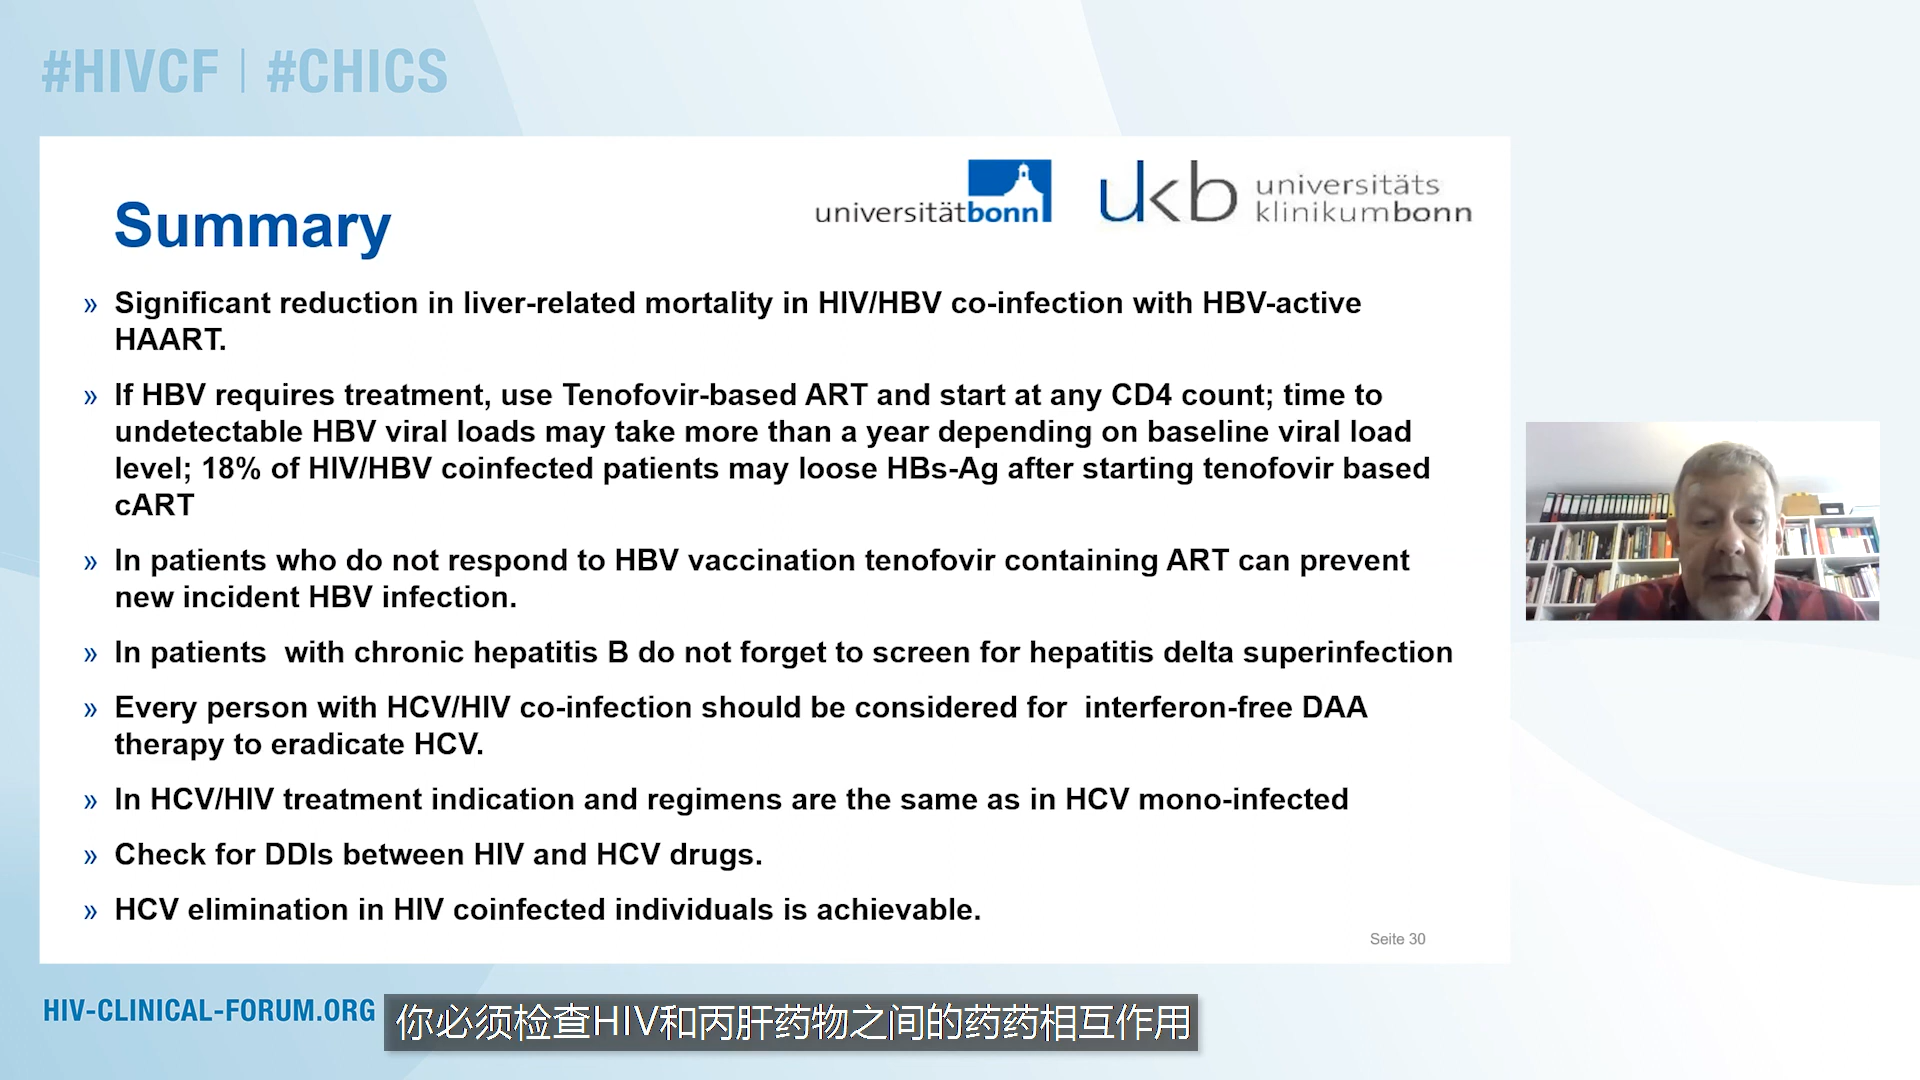 #HIVCF | #CHICS
universitätbonn
ukb universitäts
klinikumbonn
Summary
» Significant reduction in liver-related mortality in HIV/HBV co-infection with HBV-active
HAART.
» If HBV requires treatment, use Tenofovir-based ART and start at any CD4 count; time to
undetectable HBV viral loads may take more than a year depending on baseline viral load
level; 18% of HIV/HBV coinfected patients may loose HBs-Ag after starting tenofovir based
cART
» In patients who do not respond to HBV vaccination tenofovir containing ART can prevent
new incident HBV infection.
» In patients with chronic hepatitis B do not forget to screen for hepatitis delta superinfection
» Every person with HCV/HIV co-infection should be considered for interferon-free DAA
therapy to eradicate HCV.
» In HCV/HIV treatment indication and regimens are the same as in HCV mono-infected
» Check for DDIs between HIV and HCV drugs.
» HCV elimination in HIV coinfected individuals is achievable.
Seite 30
HIV-CLINICAL-FORUM.ORG
你必须检查HIV和丙肝药物之间的药药相互作用